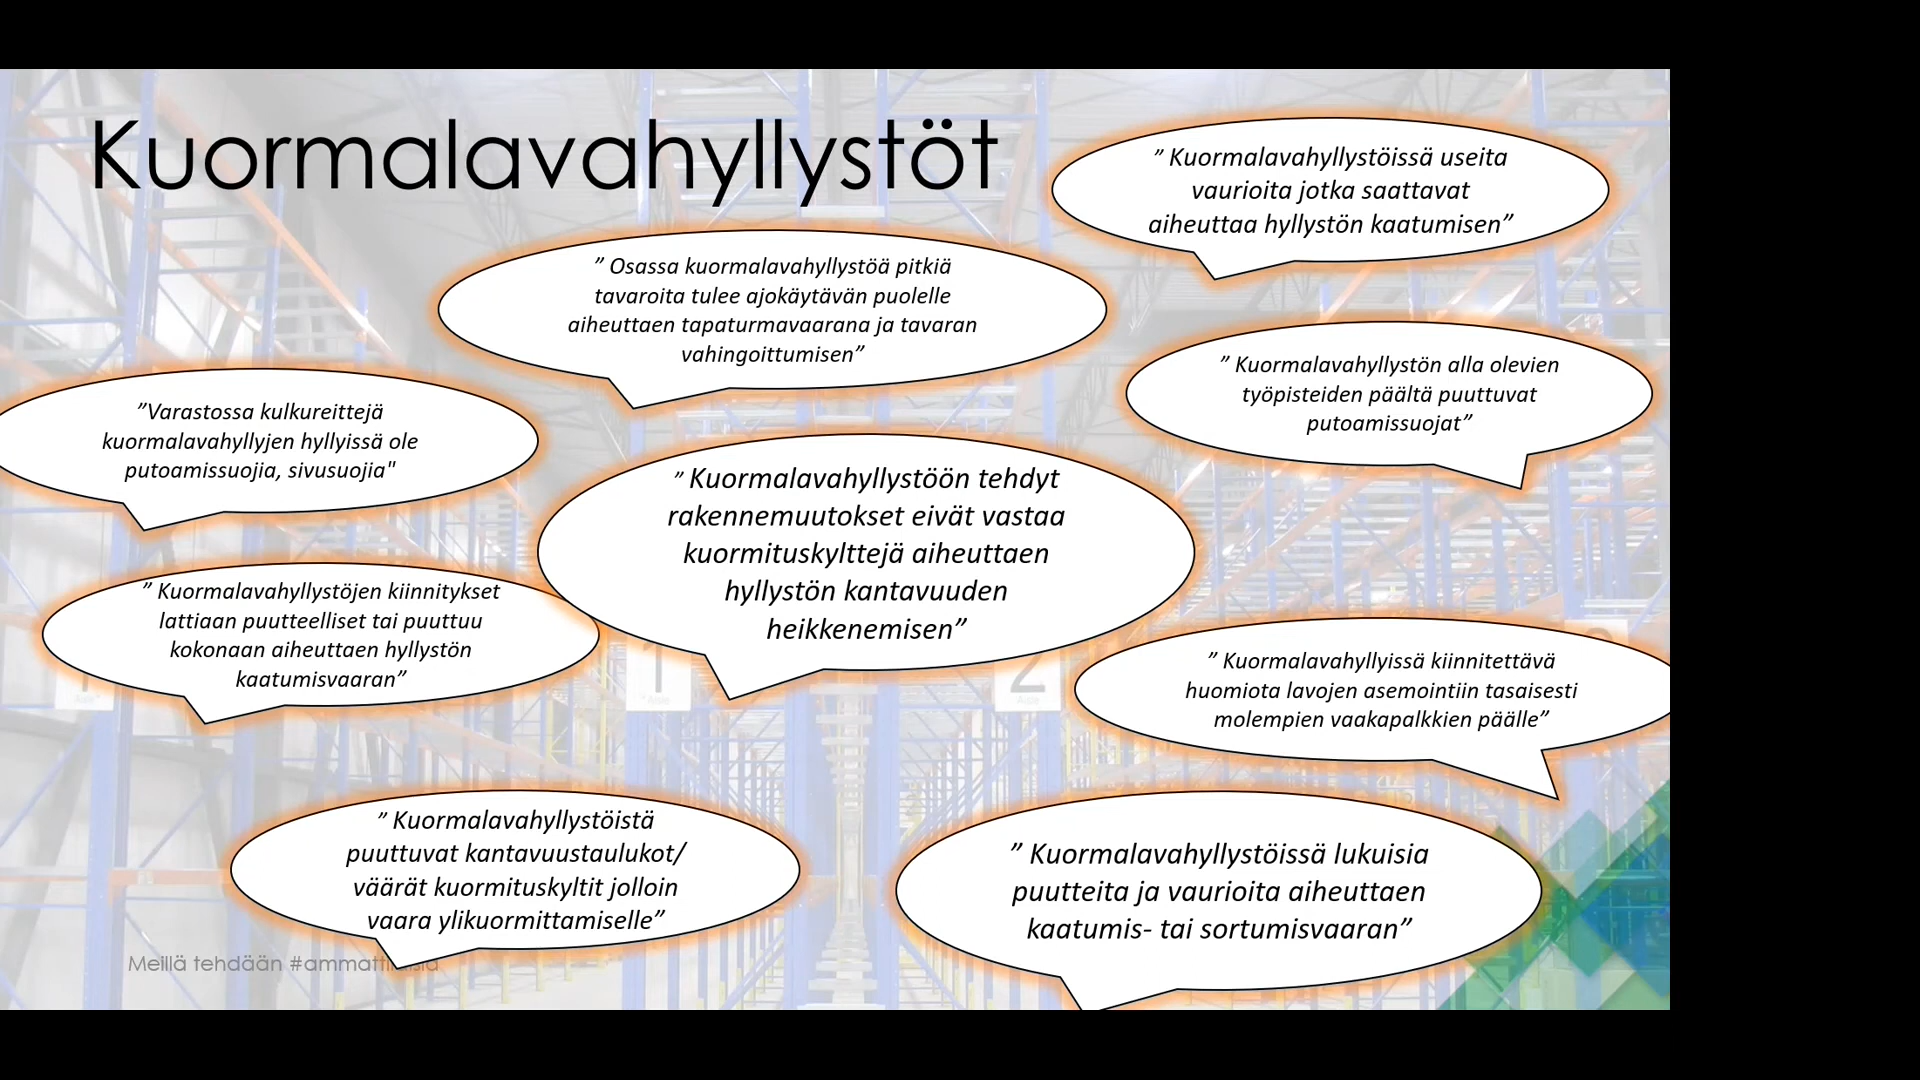 Kuormalavahyllystöt
” Kuormalavahyllystöissä useita
vaurioita jotka saattavat
aiheuttaa hyllystön kaatumisen”
” Osassa kuormalavahyllystöä pitkiä
tavaroita tulee ajokäytävän puolelle
aiheuttaen tapaturmavaarana ja tavaran
vahingoittumisen”
” Kuormalavahyllystön alla olevien
työpisteiden päältä puuttuvat
putoamissuojat”
”Varastossa kulkureittejä
kuormalavahyllyjen hyllyissä ole
putoamissuojia, sivusuojia"
” Kuormalavahyllystöön tehdyt
rakennemuutokset eivät vastaa
kuormituskylttejä aiheuttaen
hyllystön kantavuuden
heikkenemisen”
” Kuormalavahyllystöjen kiinnitykset
lattiaan puutteelliset tai puuttuu
kokonaan aiheuttaen hyllystön
kaatumisvaaran”
1
Aisle
2
Aisle
” Kuormalavahyllyissä kiinnitettävä
huomiota lavojen asemointiin tasaisesti
molempien vaakapalkkien päälle”
” Kuormalavahyllystöistä
puuttuvat kantavuustaulukot/
väärät kuormituskyltit jolloin
vaara ylikuormittamiselle”
” Kuormalavahyllystöissä lukuisia
puutteita ja vaurioita aiheuttaen
kaatumis- tai sortumisvaaran”
Meillä tehdään